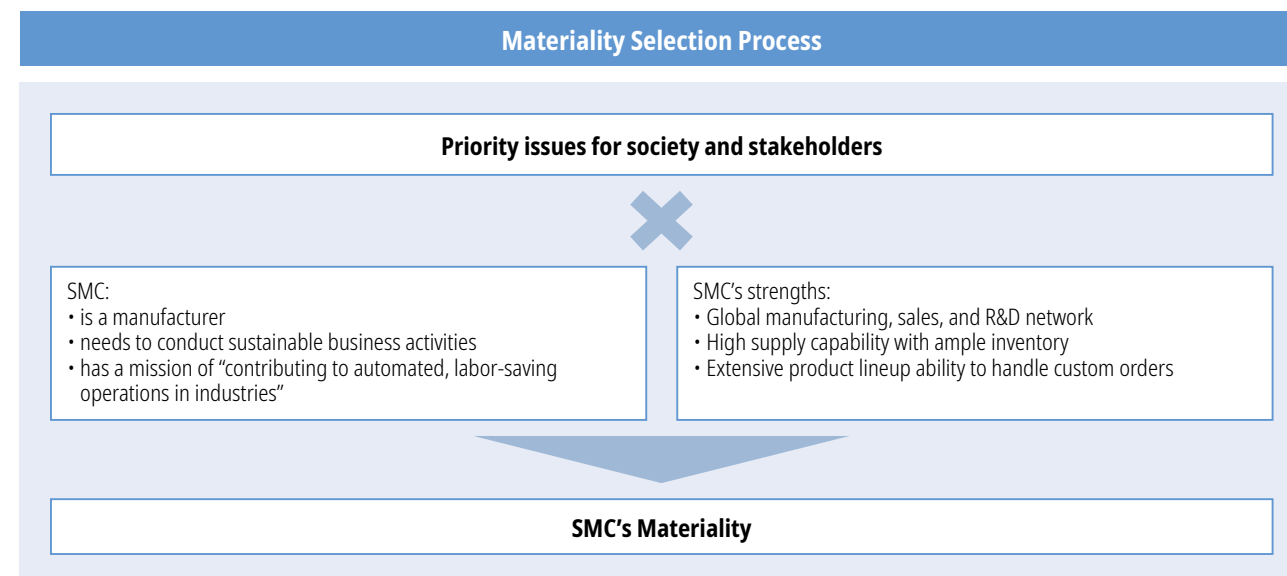 Materiality Selection Process
Priority issues for society and stakeholders
SMC:
• is a manufacturer
• needs to conduct sustainable business activities
• has a mission of “contributing to automated, labor-saving
operations in industries”
SMC’s strengths:
• Global manufacturing, sales, and R&D network
• High supply capability with ample inventory
• Extensive product lineup ability to handle custom orders
SMC’s Materiality